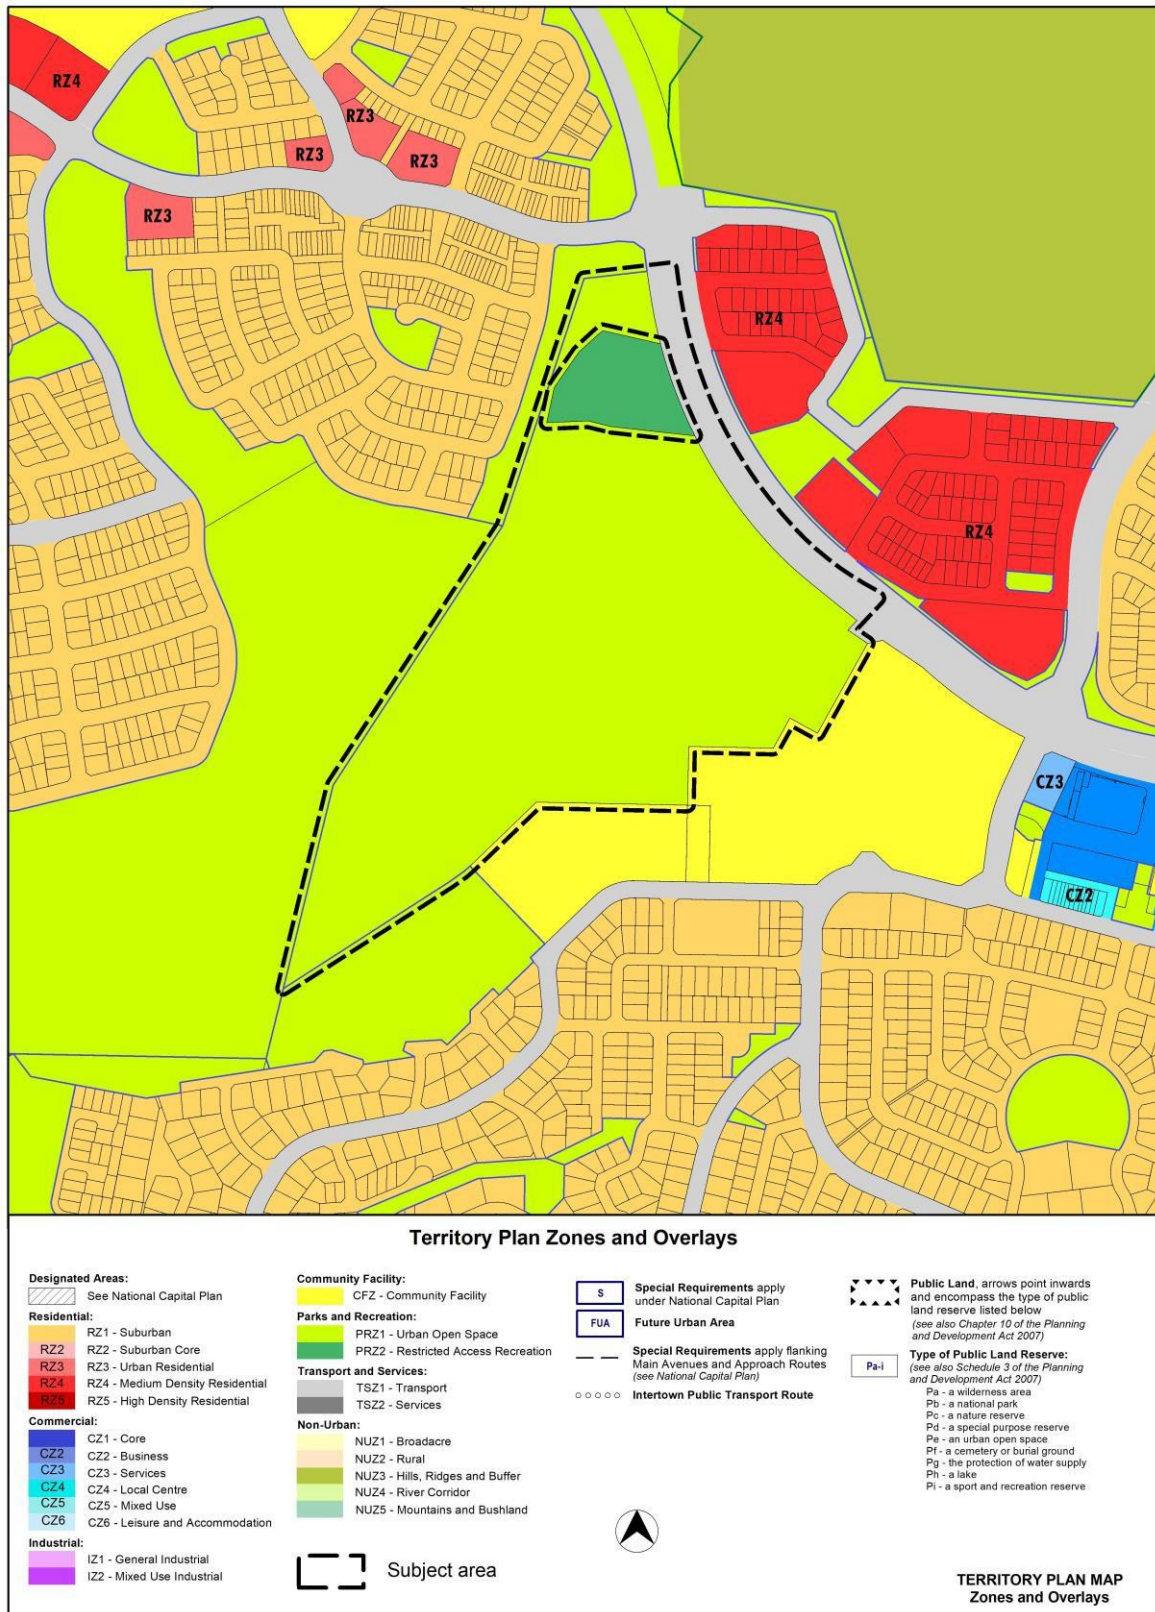 RZ4
RZ3
RZ3
RZ3
RZ3
RZ4
RZ4
CZ3
CZ2
Territory Plan Zones and Overlays
Designated Areas:
See National Capital Plan
Residential:
RZ1 - Suburban
RZ2 RZ2 - Suburban Core
RZ3 RZ3 - Urban Residential
RZ4 RZ4 - Medium Density Residential
RZ5 RZ5 - High Density Residential
Commercial:
CZ1 - Core
CZ2 CZ2 - Business
CZ3 CZ3 - Services
CZ4 CZ4 - Local Centre
CZ5 CZ5 - Mixed Use
CZ6 CZ6 - Leisure and Accommodation
Industrial:
IZ1 - General Industrial
IZ2 - Mixed Use Industrial
Community Facility:
CFZ - Community Facility
Parks and Recreation:
PRZ1 - Urban Open Space
PRZ2 - Restricted Access Recreation
Transport and Services:
TSZ1 - Transport
TSZ2 - Services
Non-Urban:
NUZ1 - Broadacre
NUZ2 - Rural
NUZ3 - Hills, Ridges and Buffer
NUZ4 - River Corridor
NUZ5 - Mountains and Bushland
Subject area
S Special Requirements apply
under National Capital Plan
FUA Future Urban Area
Special Requirements apply flanking
Main Avenues and Approach Routes
(see National Capital Plan)
Intertown Public Transport Route
Public Land, arrows point inwards
and encompass the type of public
land reserve listed below
(see also Chapter 10 of the Planning
and Development Act 2007)
Pa-i Type of Public Land Reserve:
(see also Schedule 3 of the Planning
and Development Act 2007)
Pa - a wilderness area
Pb - a national park
Pc - a nature reserve
Pd - a special purpose reserve
Pe - an urban open space
Pf - a cemetery or burial ground
Pg - the protection of water supply
Ph - a lake
Pi - a sport and recreation reserve
TERRITORY PLAN MAP
Zones and Overlays